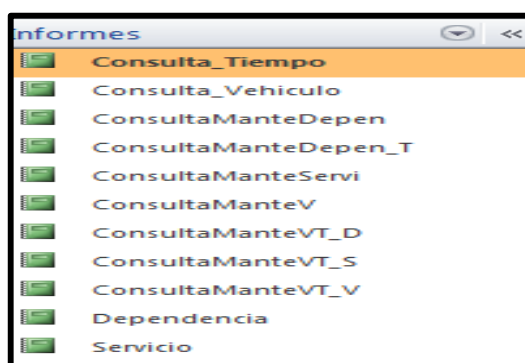 Informes <<
Consulta_Tiempo
Consulta_Vehiculo
ConsultaManteDepen
ConsultaManteDepen_T
ConsultaManteServi
ConsultaManteV
ConsultaManteVT_D
ConsultaManteVT_S
ConsultaManteVT_V
Dependencia
Servicio